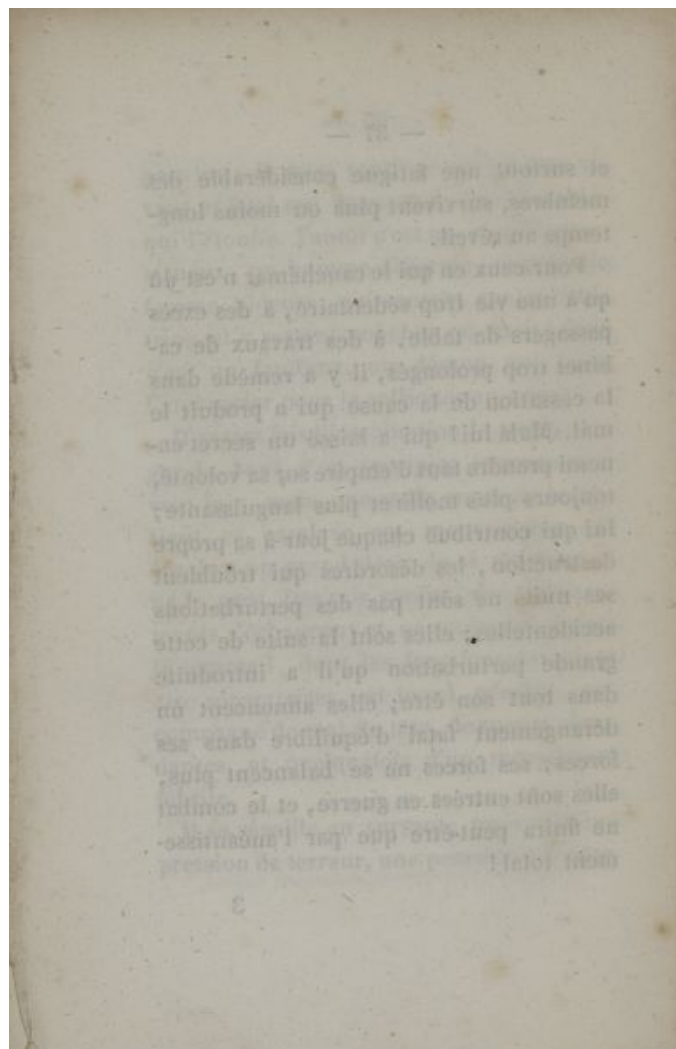 — 37 —
et surtout une fatigue considérable des
membres, survivent plus ou moins long-
temps au réveil.
Pour ceux en qui le cauchemar n'est dû
qu'à une vie trop sédentaire, à des excès
passagers de table, à des travaux de ca-
binet trop prolongés, il y a remède dans
la cessation de la cause qui a produit le
mal. Mais lui! qui a laissé un secret en-
nemi prendre tant d'empire sur sa volonté,
toujours plus molle et plus languissante;
lui qui contribue chaque jour à sa propre
destruction, les désordres qui troublent
ses nuits ne sont pas des perturbations
accidentelles; elles sont la suite de cette
grande perturbation qu'il a introduite
dans tout son être; elles annoncent un
dérangement fatal d'équilibre dans ses
forces; ses forces ne se balancent plus,
elles sont entrées en guerre, et le combat
ne finira peut-être que par l'anéantisse-
ment total!
3